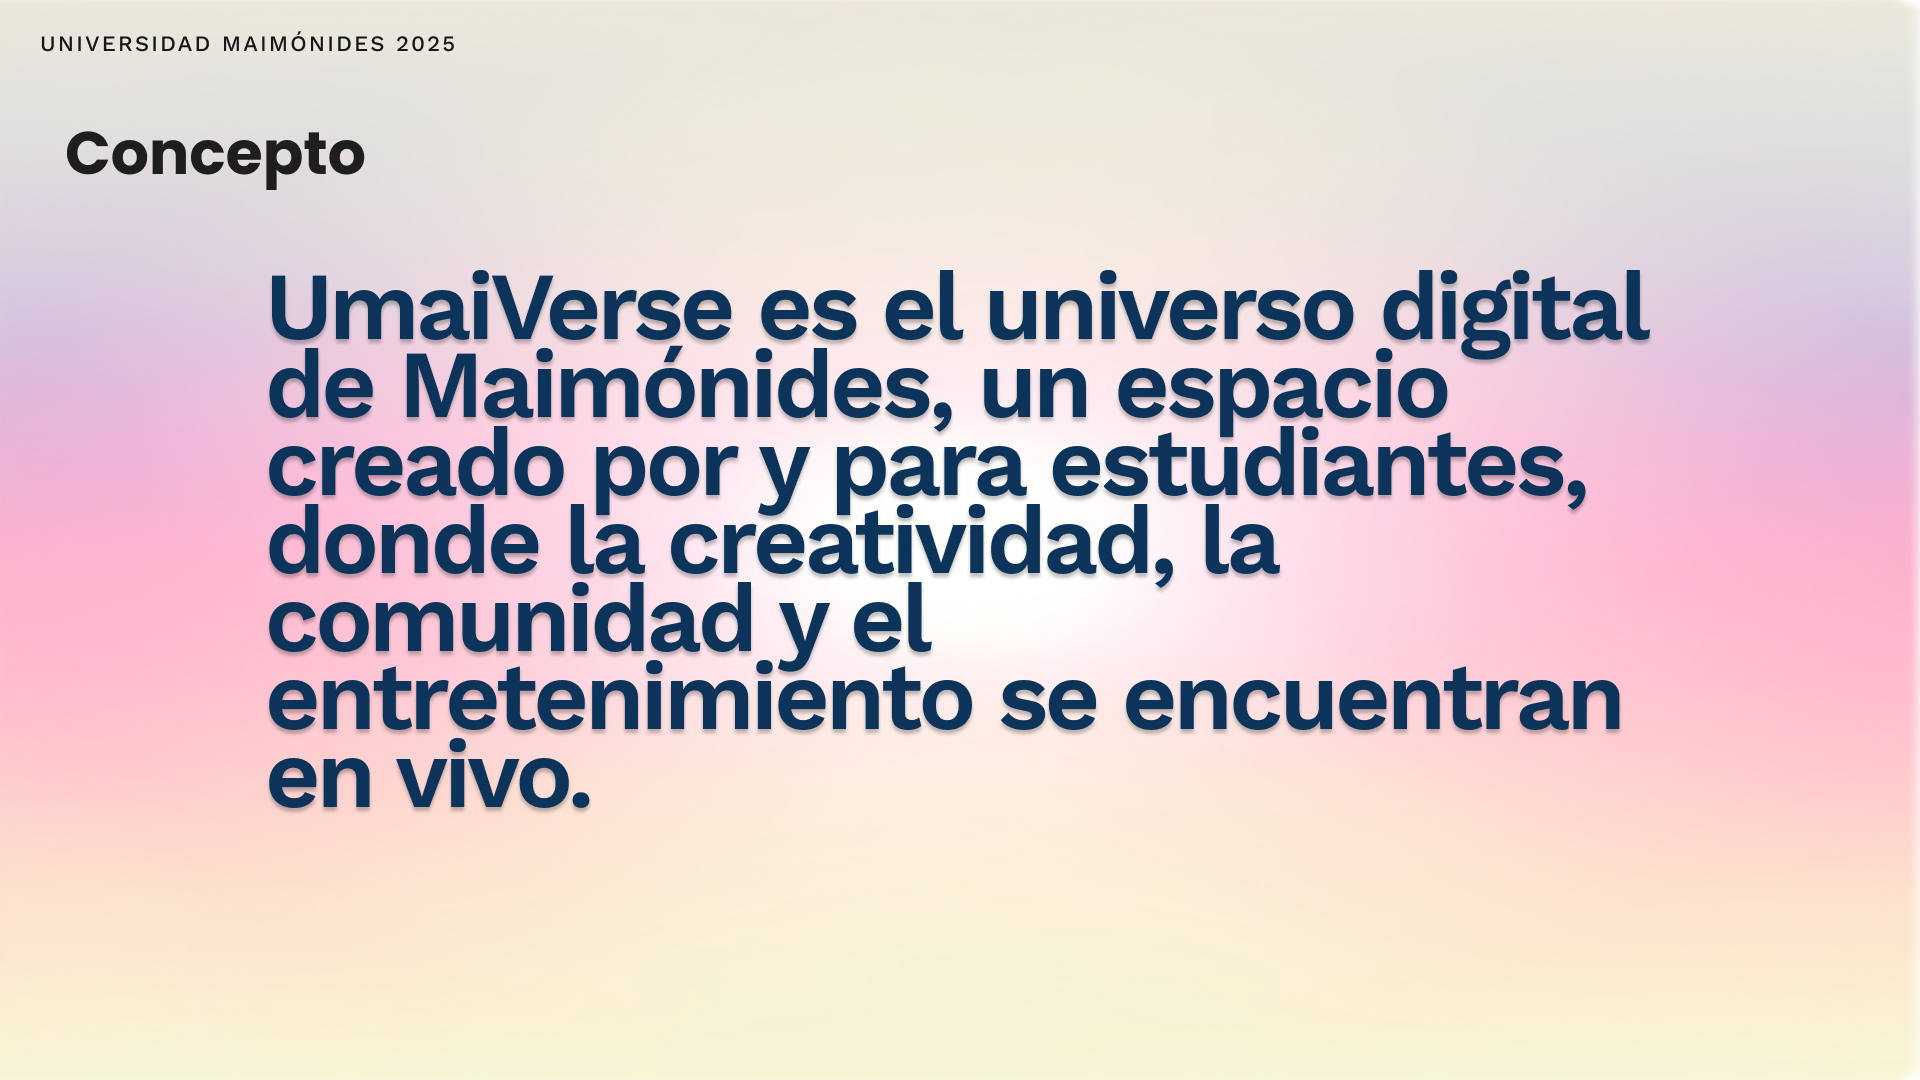 UNIVERSIDAD MAIMÓNIDES 2025
Concepto
UmaiVerse es el universo digital
de Maimónides, un espacio
creado por y para estudiantes,
donde la creatividad, la
comunidad y el
entretenimiento se encuentran
en vivo.